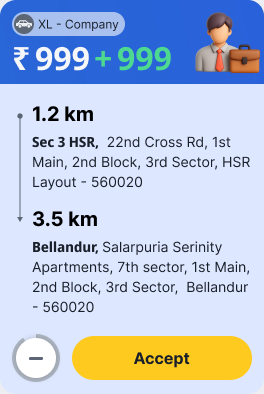 XL - Company
₹ 999 + 999
1.2 km
Sec 3 HSR, 22nd Cross Rd, 1st
Main, 2nd Block, 3rd Sector, HSR
Layout - 560020
3.5 km
Bellandur, Salarpuria Serinity
Apartments, 7th sector, 1st Main,
2nd Block, 3rd Sector, Bellandur
- 560020
Accept